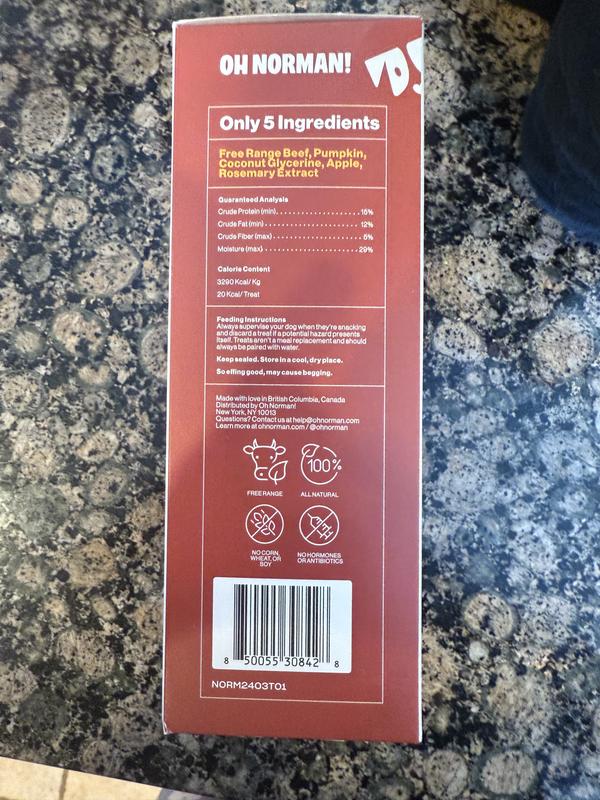 OH NORMAN!
Only 5 Ingredients
Free Range Beef, Pumpkin,
Coconut Glycerine, Apple,
Rosemary Extract
Guaranteed Analysis
Crude Protein (min). . . . . . . . . . . . . . . . . . . . . 15%
Crude Fat (min) . . . . . . . . . . . . . . . . . . . . . . . 12%
Crude Fiber (max) . . . . . . . . . . . . . . . . . . . . . . 5%
Moisture (max) . . . . . . . . . . . . . . . . . . . . . . . 29%
Calorie Content
3290 Kcal/ Kg
20 Kcal/ Treat
Feeding Instructions
Always supervise your dog when they're snacking
and discard a treat if a potential hazard presents
itself. Treats aren't a meal replacement and should
always be paired with water.
Keep sealed. Store in a cool, dry place.
So effing good, may cause begging.
Made with love in British Columbia, Canada
Distributed by Oh Norman!
New York, NY 10013
Questions? Contact us at help@ohnorman.com
Learn more at ohnorman.com / @ohnorman
100%
FREE RANGE ALL NATURAL
NO CORN, WHEAT, OR SOY
NO HORMONES OR ANTIBIOTICS
8 50055 30842 8
NORM2403T01